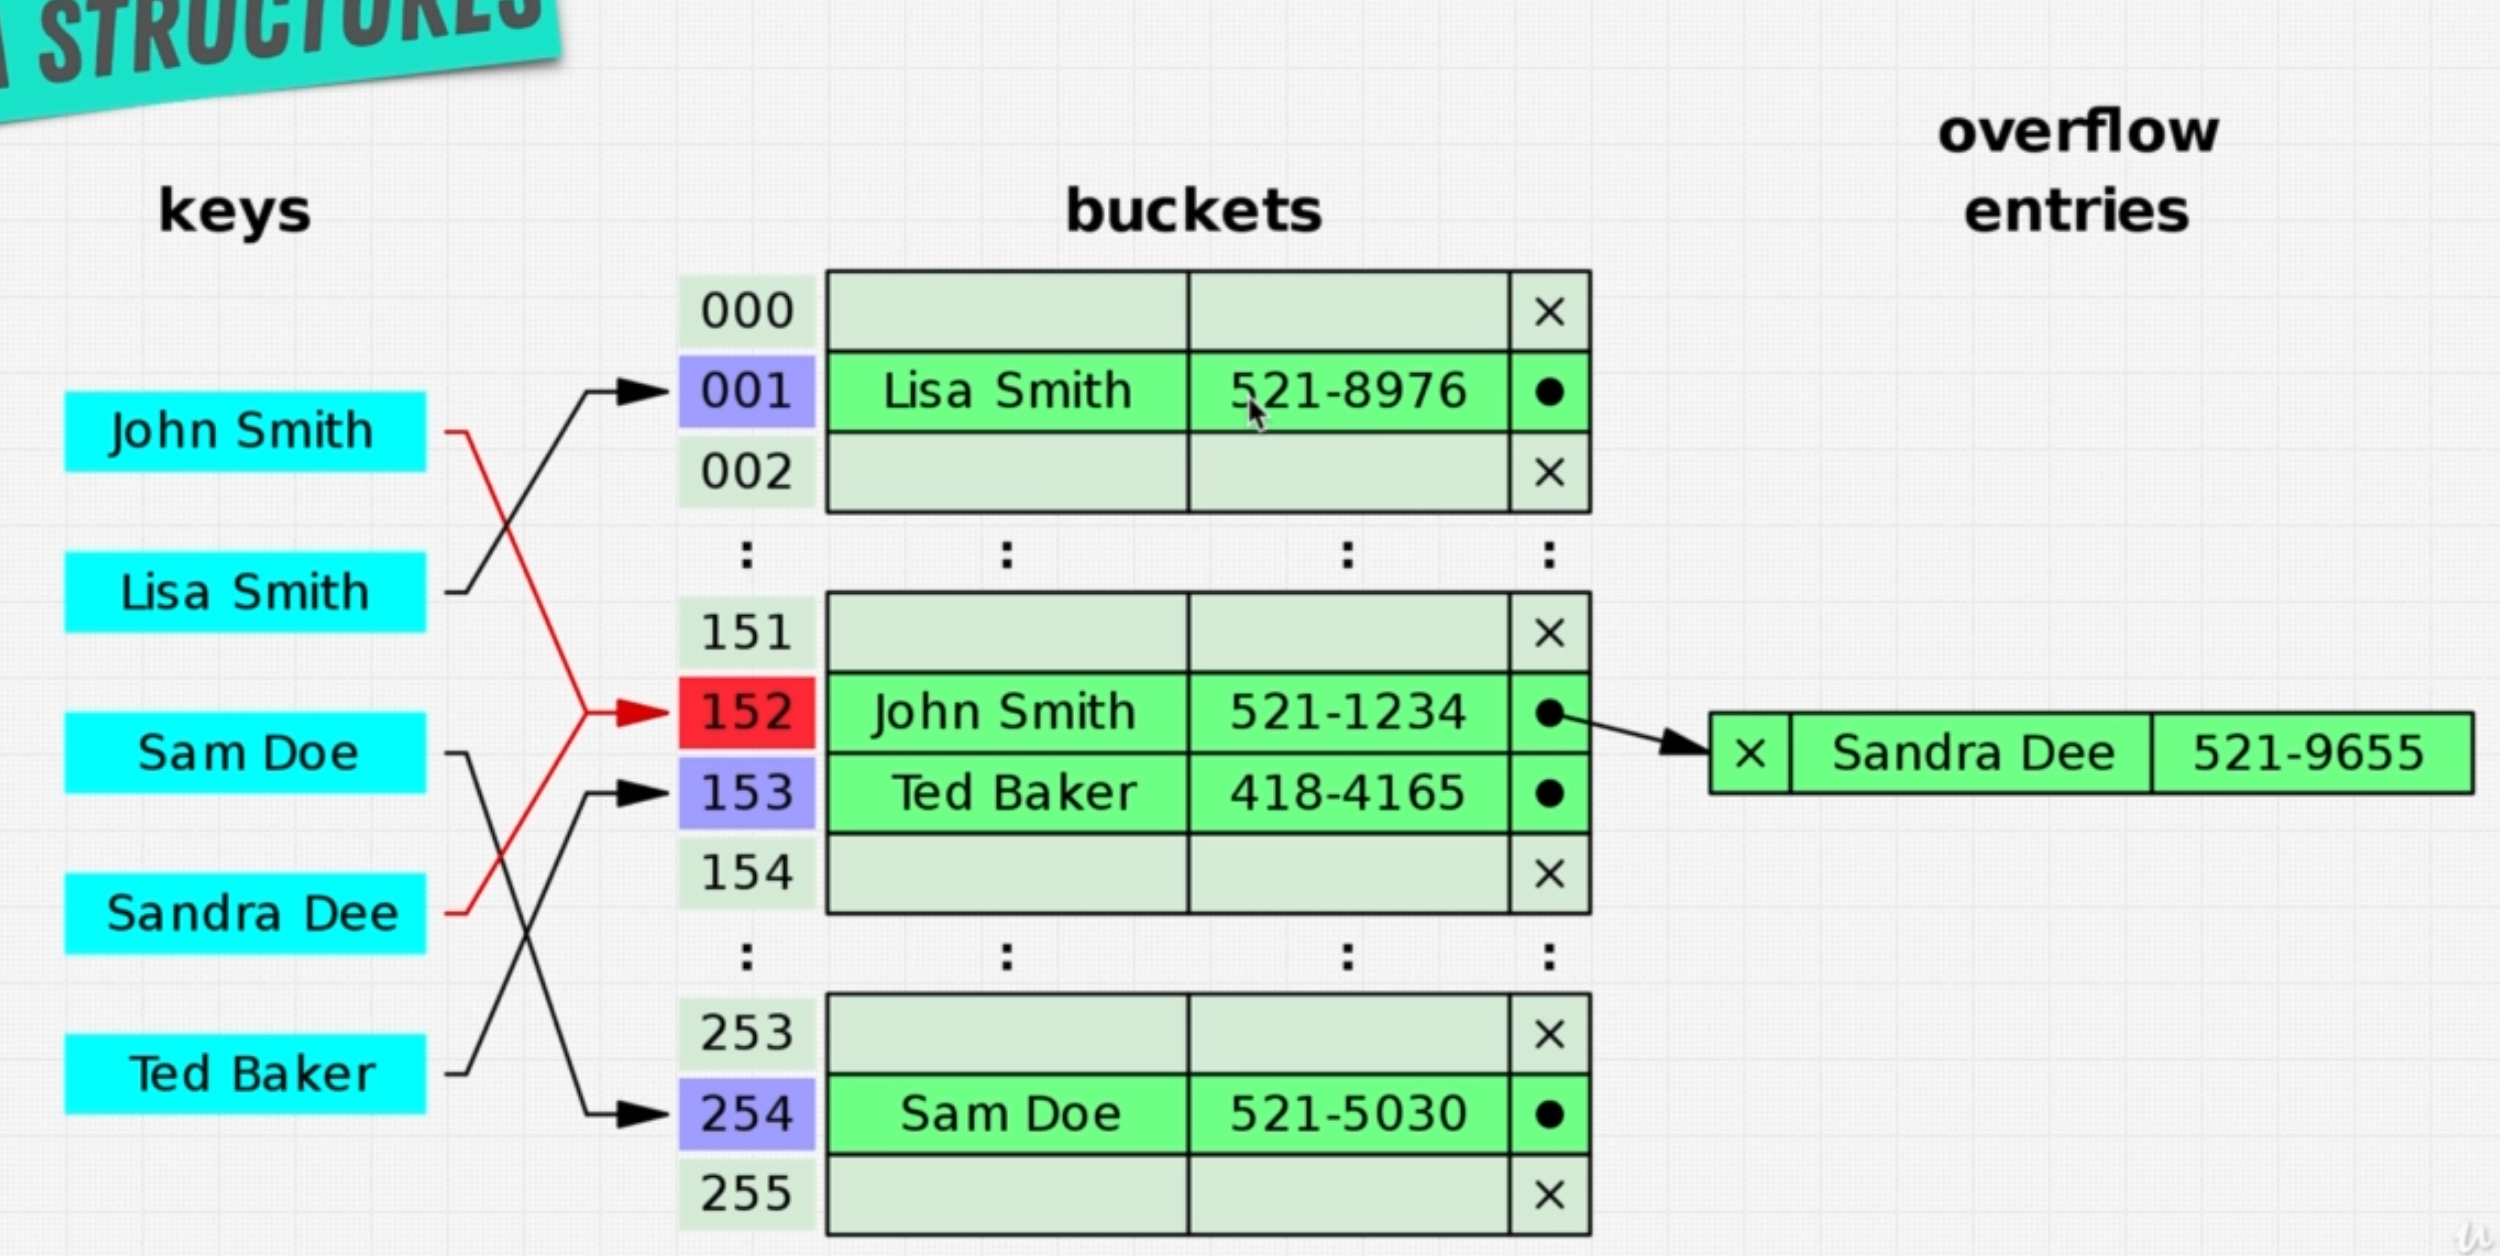 STRUCTURES
overflow
keys buckets entries
000 ×
001 Lisa Smith 521-8976 ●
John Smith
002 ×
: : : :
Lisa Smith
151 ×
152 John Smith 521-1234 ●
Sam Doe × Sandra Dee 521-9655
153 Ted Baker 418-4165 ●
154 ×
Sandra Dee
: : : :
253 ×
Ted Baker
254 Sam Doe 521-5030 ●
255 ×